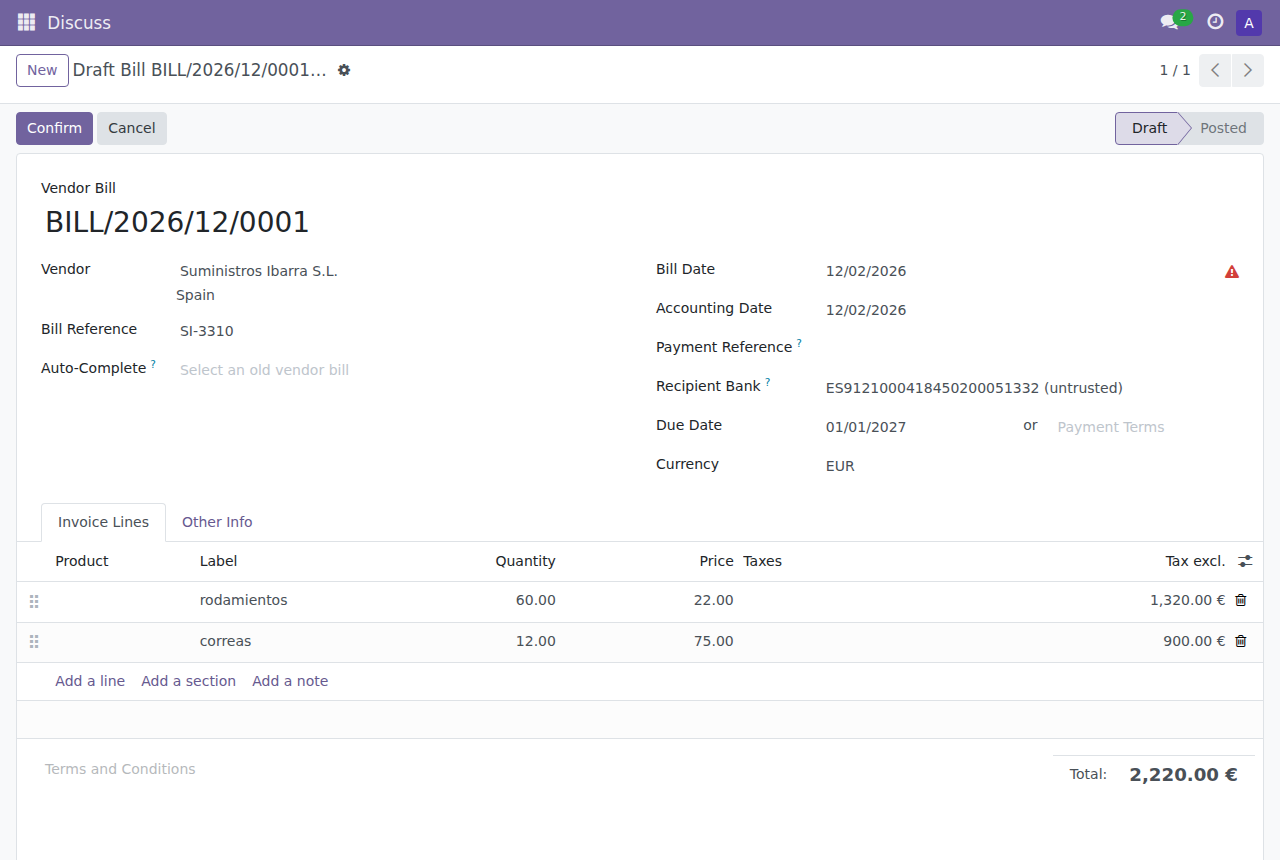 Discuss
2
A
New
Draft Bill BILL/2026/12/0001...
1 / 1
Confirm
Cancel
Draft
Posted
Vendor Bill
BILL/2026/12/0001
Vendor
Suministros Ibarra S.L.
Spain
Bill Reference
SI-3310
Auto-Complete ?
Select an old vendor bill
Bill Date
12/02/2026
Accounting Date
12/02/2026
Payment Reference ?
Recipient Bank ?
ES9121000418450200051332 (untrusted)
Due Date
01/01/2027
or
Payment Terms
Currency
EUR
Invoice Lines
Other Info
Product Label Quantity Price Taxes Tax excl.
rodamientos 60.00 22.00 1,320.00 €
correas 12.00 75.00 900.00 €
Add a line Add a section Add a note
Terms and Conditions
Total: 2,220.00 €